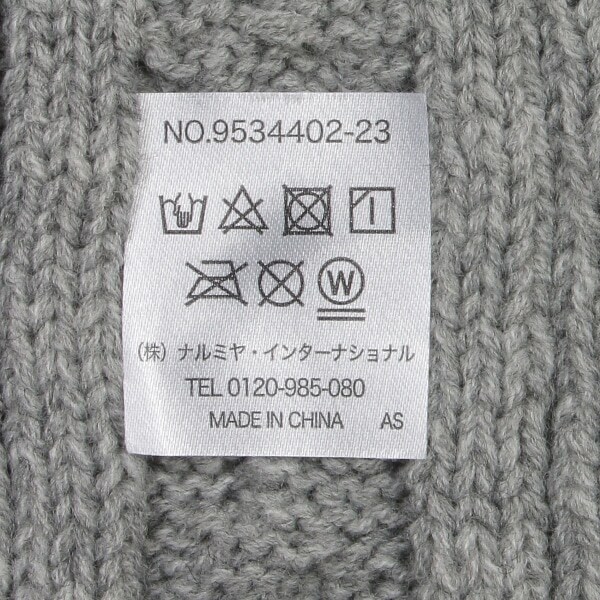 NO.9534402-23
W
（株）ナルミヤ・インターナショナル
TEL 0120-985-080
MADE IN CHINA AS